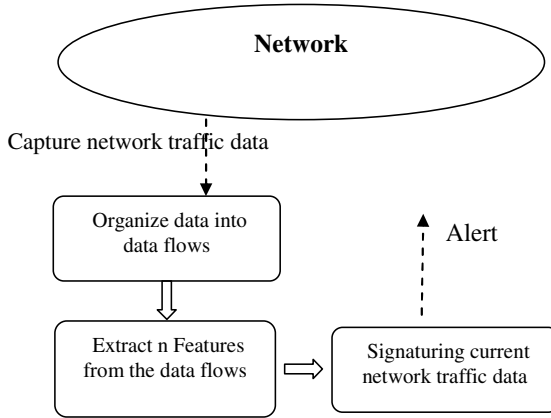 Network
Capture network traffic data
Organize data into
data flows
Alert
Extract n Features
from the data flows
Signaturing current
network traffic data